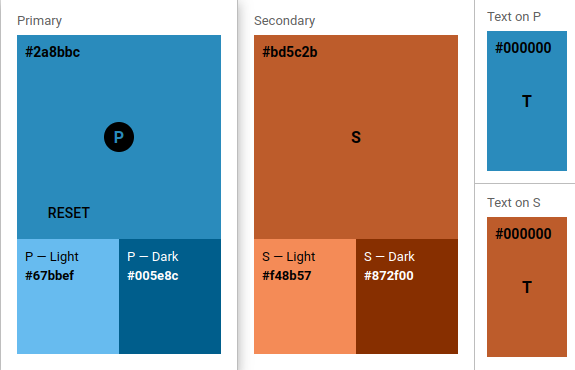 Primary
#2a8bbc
P
RESET
P — Light
#67bbef
P — Dark
#005e8c
Secondary
#bd5c2b
S
S — Light
#f48b57
S — Dark
#872f00
Text on P
#000000
T
Text on S
#000000
T